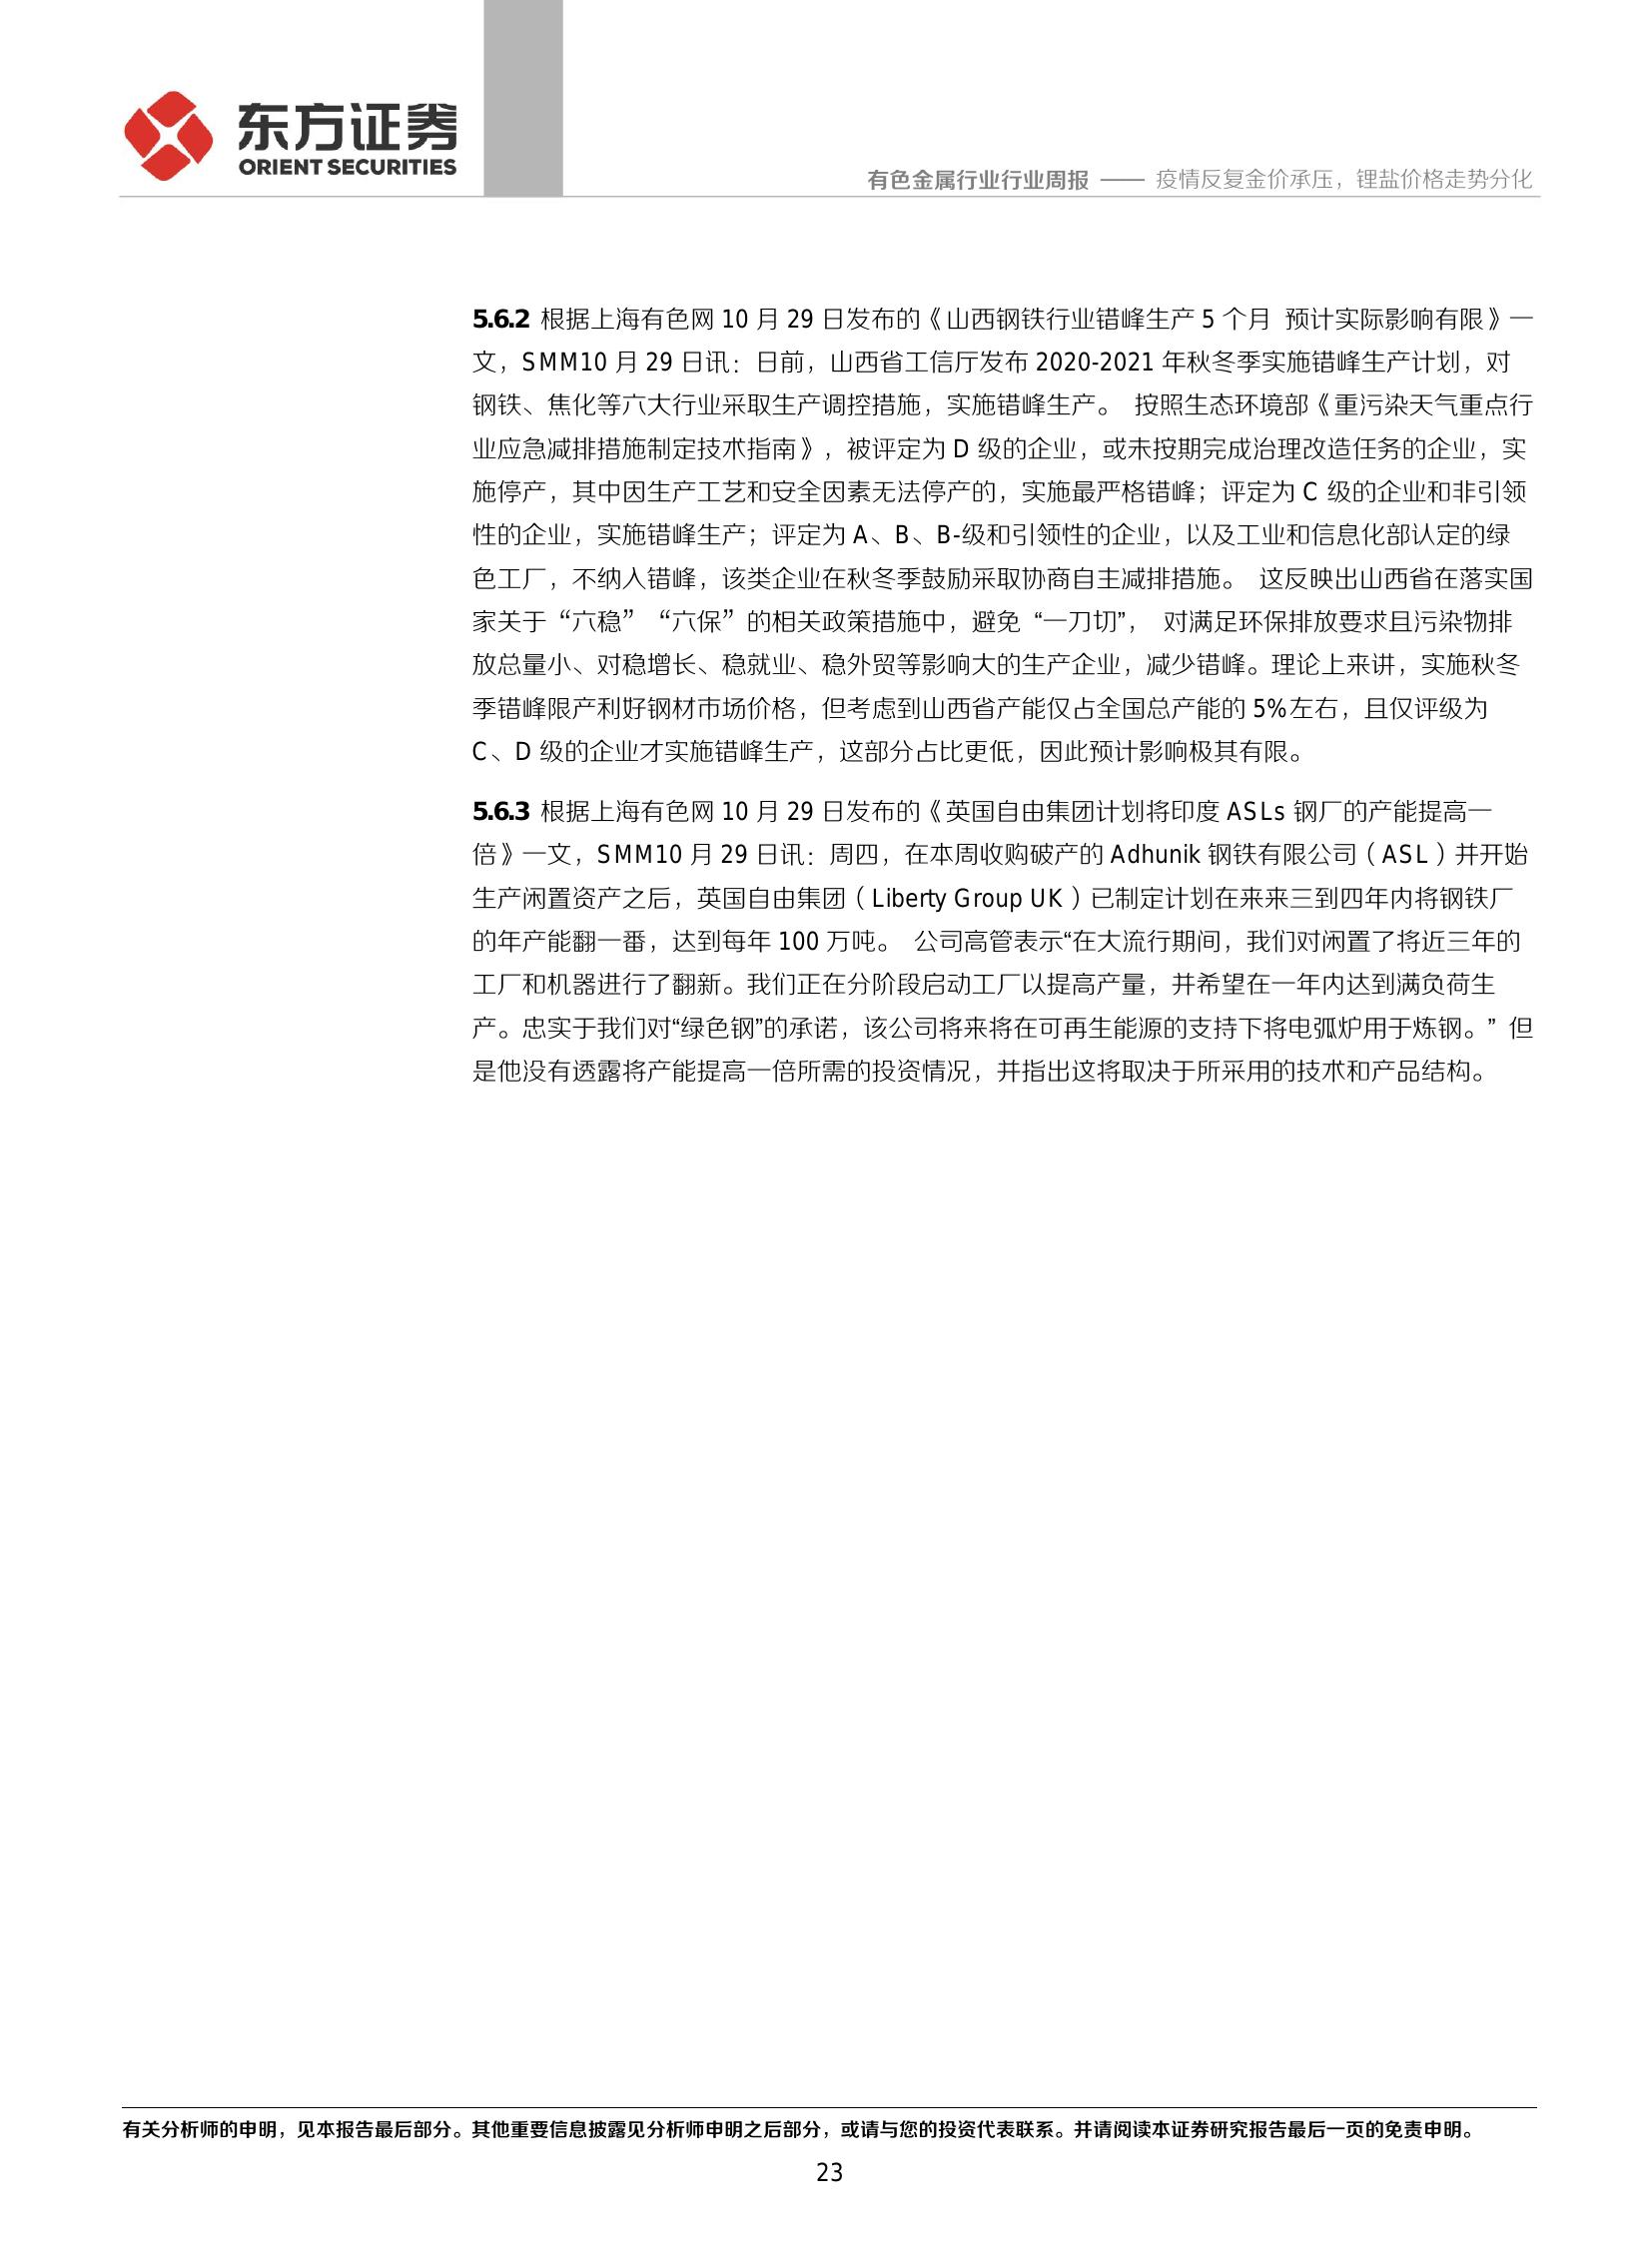 东方证券
ORIENT SECURITIES
有色金属行业行业周报 —— 疫情反复金价承压，锂盐价格走势分化
5.6.2 根据上海有色网 10 月 29 日发布的《山西钢铁行业错峰生产 5 个月 预计实际影响有限》一
文，SMM10 月 29 日讯：日前，山西省工信厅发布 2020-2021 年秋冬季实施错峰生产计划，对
钢铁、焦化等六大行业采取生产调控措施，实施错峰生产。 按照生态环境部《重污染天气重点行
业应急减排措施制定技术指南》，被评定为 D 级的企业，或未按期完成治理改造任务的企业，实
施停产，其中因生产工艺和安全因素无法停产的，实施最严格错峰；评定为 C 级的企业和非引领
性的企业，实施错峰生产；评定为 A、B、B-级和引领性的企业，以及工业和信息化部认定的绿
色工厂，不纳入错峰，该类企业在秋冬季鼓励采取协商自主减排措施。 这反映出山西省在落实国
家关于“六稳”“六保”的相关政策措施中，避免 “一刀切”， 对满足环保排放要求且污染物排
放总量小、对稳增长、稳就业、稳外贸等影响大的生产企业，减少错峰。理论上来讲，实施秋冬
季错峰限产利好钢材市场价格，但考虑到山西省产能仅占全国总产能的 5%左右，且仅评级为
C、D 级的企业才实施错峰生产，这部分占比更低，因此预计影响极其有限。
5.6.3 根据上海有色网 10 月 29 日发布的《英国自由集团计划将印度 ASLs 钢厂的产能提高一
倍》一文，SMM10 月 29 日讯：周四，在本周收购破产的 Adhunik 钢铁有限公司（ASL）并开始
生产闲置资产之后，英国自由集团（Liberty Group UK）已制定计划在来来三到四年内将钢铁厂
的年产能翻一番，达到每年 100 万吨。 公司高管表示“在大流行期间，我们对闲置了将近三年的
工厂和机器进行了翻新。我们正在分阶段启动工厂以提高产量，并希望在一年内达到满负荷生
产。忠实于我们对“绿色钢”的承诺，该公司将来将在可再生能源的支持下将电弧炉用于炼钢。” 但
是他没有透露将产能提高一倍所需的投资情况，并指出这将取决于所采用的技术和产品结构。
有关分析师的申明，见本报告最后部分。其他重要信息披露见分析师申明之后部分，或请与您的投资代表联系。并请阅读本证券研究报告最后一页的免责申明。
23